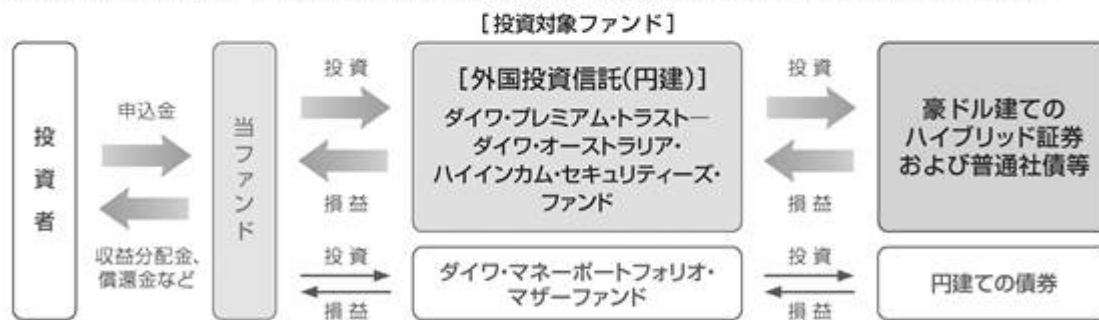 [投資対象ファンド]
投資者
申込金
収益分配金、
償還金など
当ファンド
投資
損益
[外国投資信託(円建)]
ダイワ・プレミアム・トラスト―
ダイワ・オーストラリア・
ハイインカム・セキュリティーズ・
ファンド
投資
損益
豪ドル建ての
ハイブリッド証券
および普通社債等
投資
損益
ダイワ・マネーポートフォリオ・
マザーファンド
投資
損益
円建ての債券